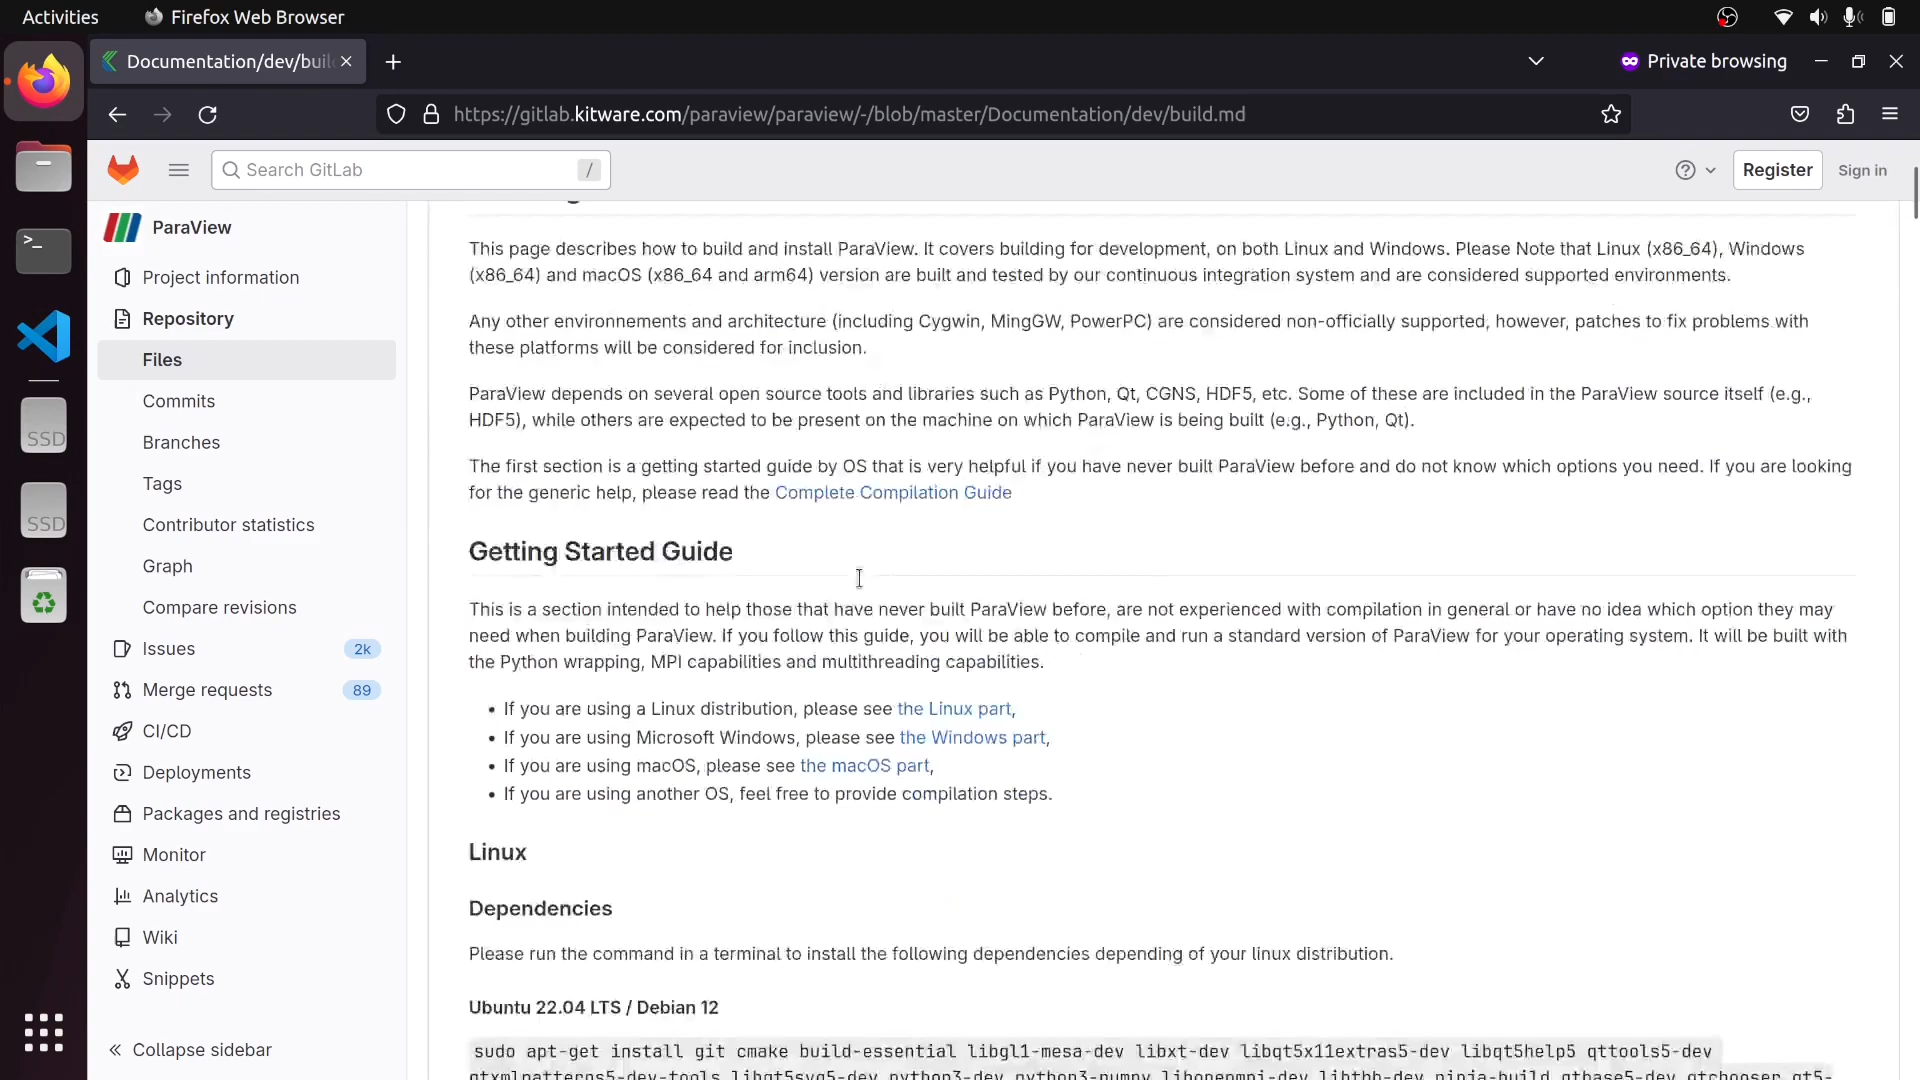 Activities
Firefox Web Browser
Documentation/dev/buil
Private browsing
https://gitlab.kitware.com/paraview/paraview/-/blob/master/Documentation/dev/build.md
Search GitLab
/
Register
Sign in
ParaView
Project information
Repository
Files
Commits
Branches
Tags
Contributor statistics
Graph
Compare revisions
Issues 2k
Merge requests 89
CI/CD
Deployments
Packages and registries
Monitor
Analytics
Wiki
Snippets
Collapse sidebar
SSD
SSD
This page describes how to build and install ParaView. It covers building for development, on both Linux and Windows. Please Note that Linux (x86_64), Windows
(x86_64) and macOS (x86_64 and arm64) version are built and tested by our continuous integration system and are considered supported environments.
Any other environnements and architecture (including Cygwin, MingGW, PowerPC) are considered non-officially supported, however, patches to fix problems with
these platforms will be considered for inclusion.
ParaView depends on several open source tools and libraries such as Python, Qt, CGNS, HDF5, etc. Some of these are included in the ParaView source itself (e.g.,
HDF5), while others are expected to be present on the machine on which ParaView is being built (e.g., Python, Qt).
The first section is a getting started guide by OS that is very helpful if you have never built ParaView before and do not know which options you need. If you are looking
for the generic help, please read the Complete Compilation Guide
Getting Started Guide
This is a section intended to help those that have never built ParaView before, are not experienced with compilation in general or have no idea which option they may
need when building ParaView. If you follow this guide, you will be able to compile and run a standard version of ParaView for your operating system. It will be built with
the Python wrapping, MPI capabilities and multithreading capabilities.
• If you are using a Linux distribution, please see the Linux part,
• If you are using Microsoft Windows, please see the Windows part,
• If you are using macOS, please see the macOS part,
• If you are using another OS, feel free to provide compilation steps.
Linux
Dependencies
Please run the command in a terminal to install the following dependencies depending of your linux distribution.
Ubuntu 22.04 LTS / Debian 12
sudo apt-get install git cmake build-essential libgl1-mesa-dev libxt-dev libqt5x11extras5-dev libqt5help5 qttools5-dev
qtxmlpatterns5-dev-tools libqt5svg5-dev python3-dev python3-numpy libopenmpi-dev libtbb-dev ninja-build qtbase5-dev qtchooser qt5-